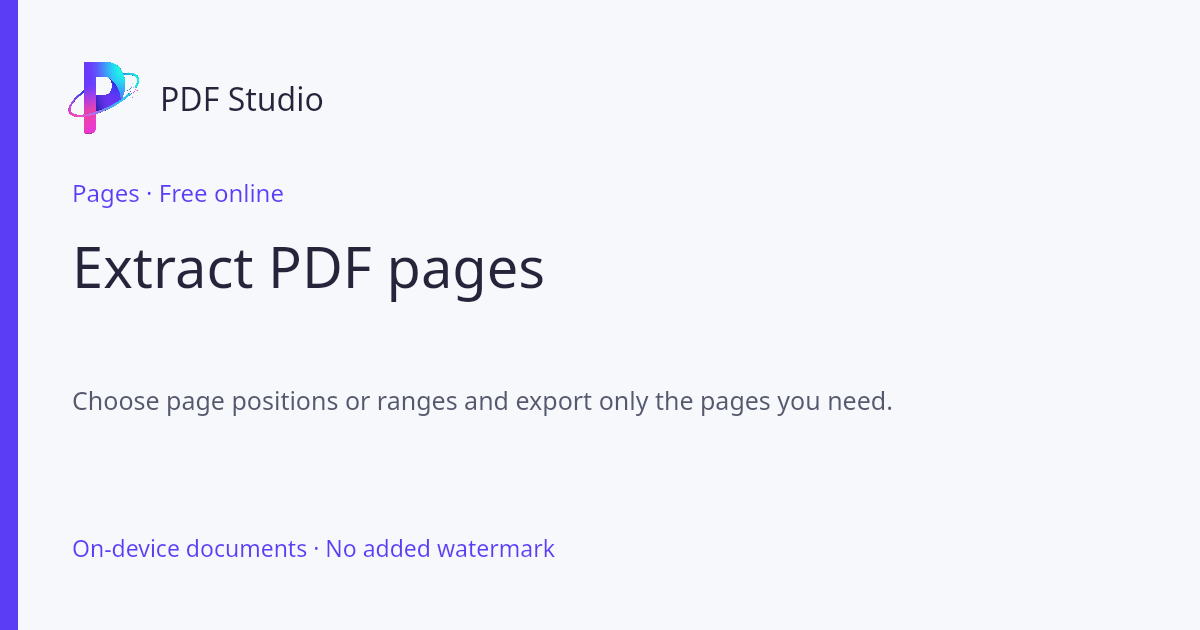 PDF Studio
Pages · Free online
Extract PDF pages
Choose page positions or ranges and export only the pages you need.
On-device documents · No added watermark